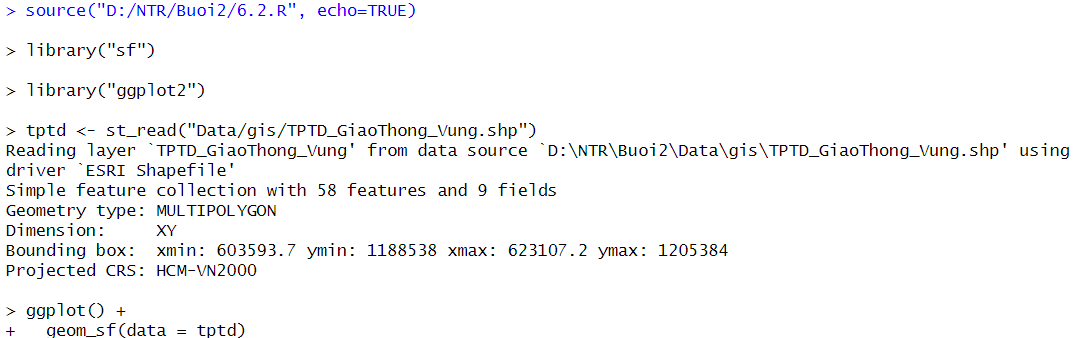 > source("D:/NTR/Buoi2/6.2.R", echo=TRUE)
> library("sf")
> library("ggplot2")
> tptd <- st_read("Data/gis/TPTD_GiaoThong_Vung.shp")
Reading layer `TPTD_GiaoThong_Vung' from data source `D:\NTR\Buoi2\Data\gis\TPTD_GiaoThong_Vung.shp' using
driver `ESRI Shapefile'
Simple feature collection with 58 features and 9 fields
Geometry type: MULTIPOLYGON
Dimension:     XY
Bounding box:  xmin: 603593.7 ymin: 1188538 xmax: 623107.2 ymax: 1205384
Projected CRS: HCM-VN2000
> ggplot() +
+   geom_sf(data = tptd)